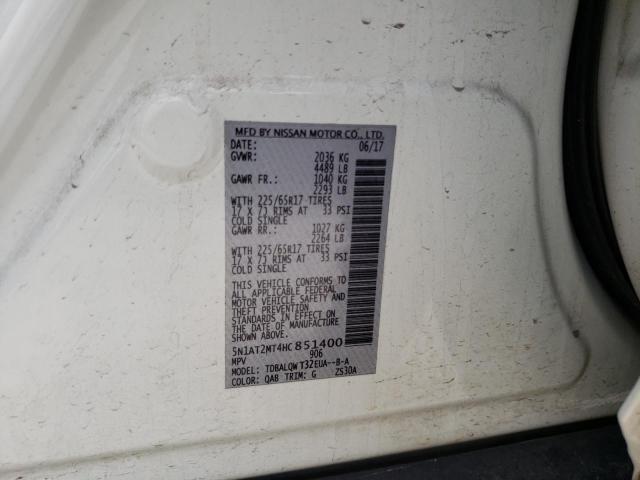 MFD BY NISSAN MOTOR CO., LTD.
DATE: 06/17
GVWR: 2036 KG
4489 LB
GAWR FR.: 1040 KG
2293 LB
WITH 225/65R17 TIRES
17 X 7J RIMS AT 33 PSI
COLD SINGLE
GAWR RR.: 1027 KG
2264 LB
WITH 225/65R17 TIRES
17 X 7J RIMS AT 33 PSI
COLD SINGLE
THIS VEHICLE CONFORMS TO
ALL APPLICABLE FEDERAL
MOTOR VEHICLE SAFETY AND
THEFT PREVENTION
STANDARDS IN EFFECT ON
THE DATE OF MANUFACTURE
SHOWN ABOVE.
5N1AT2MT4HC851400
MPV 906
MODEL: TDBALQWT32EUA--B-A
COLOR: QAB TRIM: G ZS30A